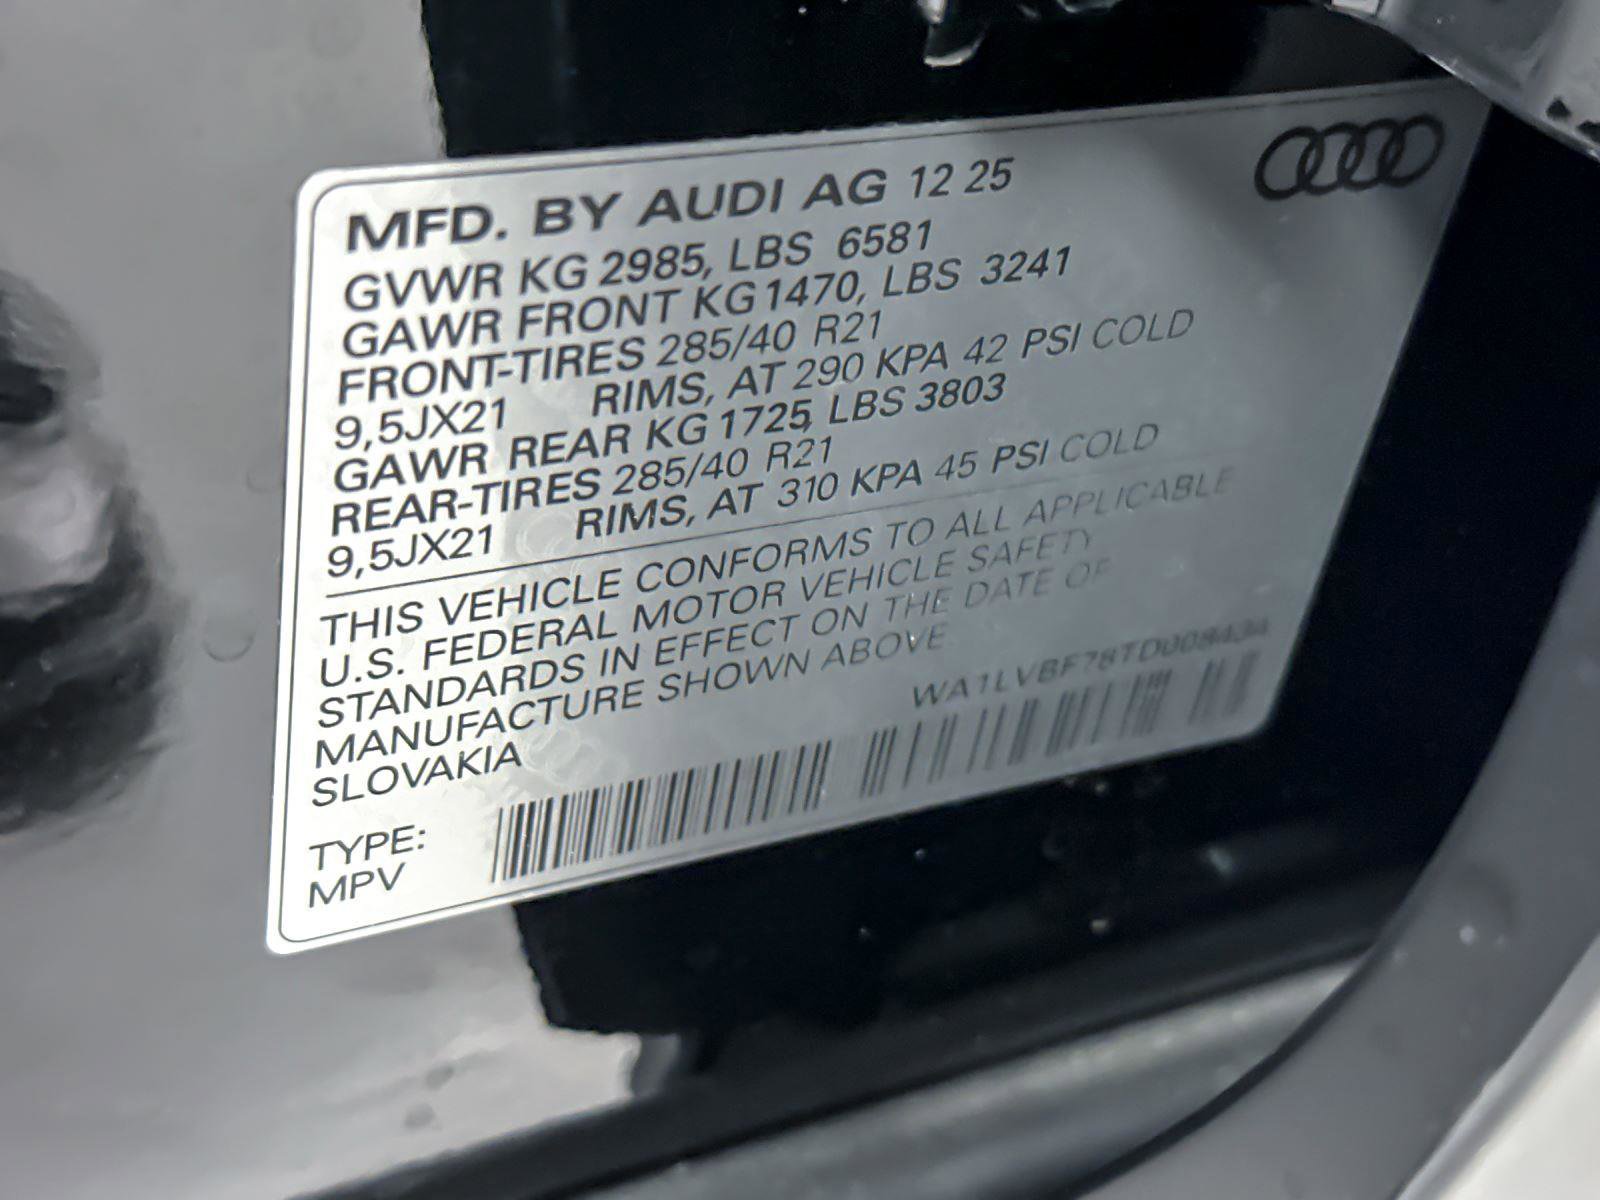 MFD. BY AUDI AG 12 25
GVWR KG 2985, LBS 6581
GAWR FRONT KG 1470, LBS 3241
FRONT-TIRES 285/40 R21
9,5JX21 RIMS, AT 290 KPA 42 PSI COLD
GAWR REAR KG 1725, LBS 3803
REAR-TIRES 285/40 R21
9,5JX21 RIMS, AT 310 KPA 45 PSI COLD
THIS VEHICLE CONFORMS TO ALL APPLICABLE
U.S. FEDERAL MOTOR VEHICLE SAFETY
STANDARDS IN EFFECT ON THE DATE OF
MANUFACTURE SHOWN ABOVE
SLOVAKIA
TYPE:
MPV